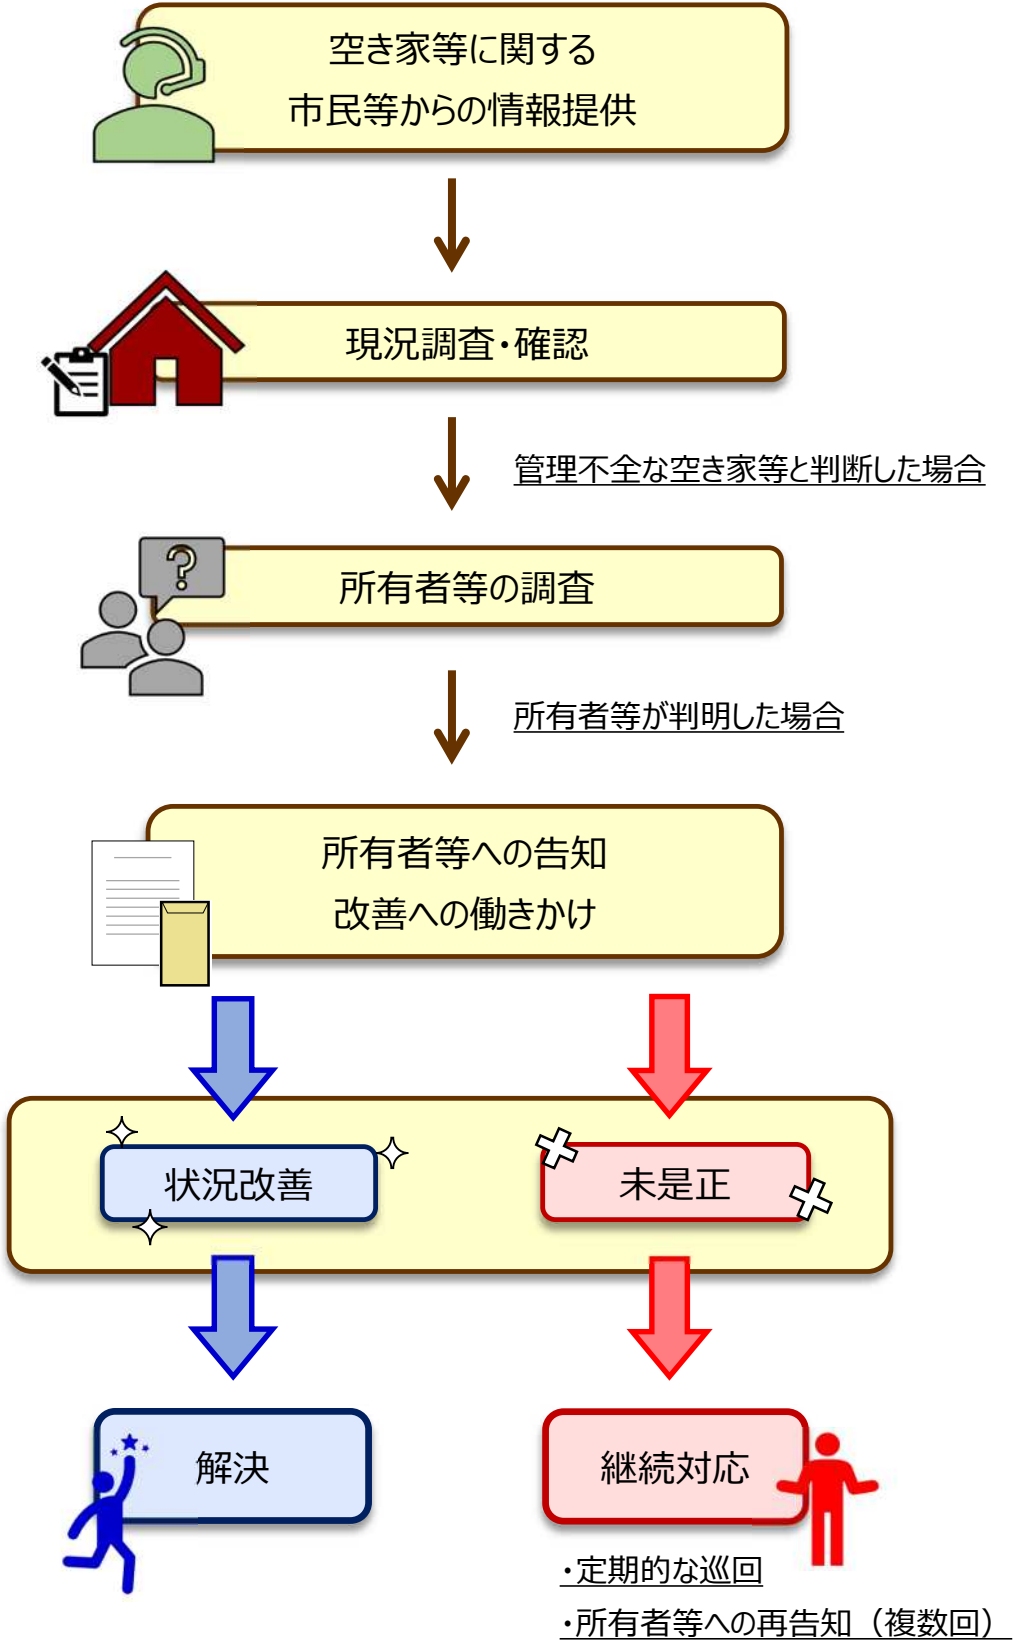 空き家等に関する
市民等からの情報提供
現況調査・確認
管理不全な空き家等と判断した場合
?
所有者等の調査
所有者等が判明した場合
所有者等への告知
改善への働きかけ
状況改善
未是正
解決
継続対応
・定期的な巡回
・所有者等への再告知（複数回）